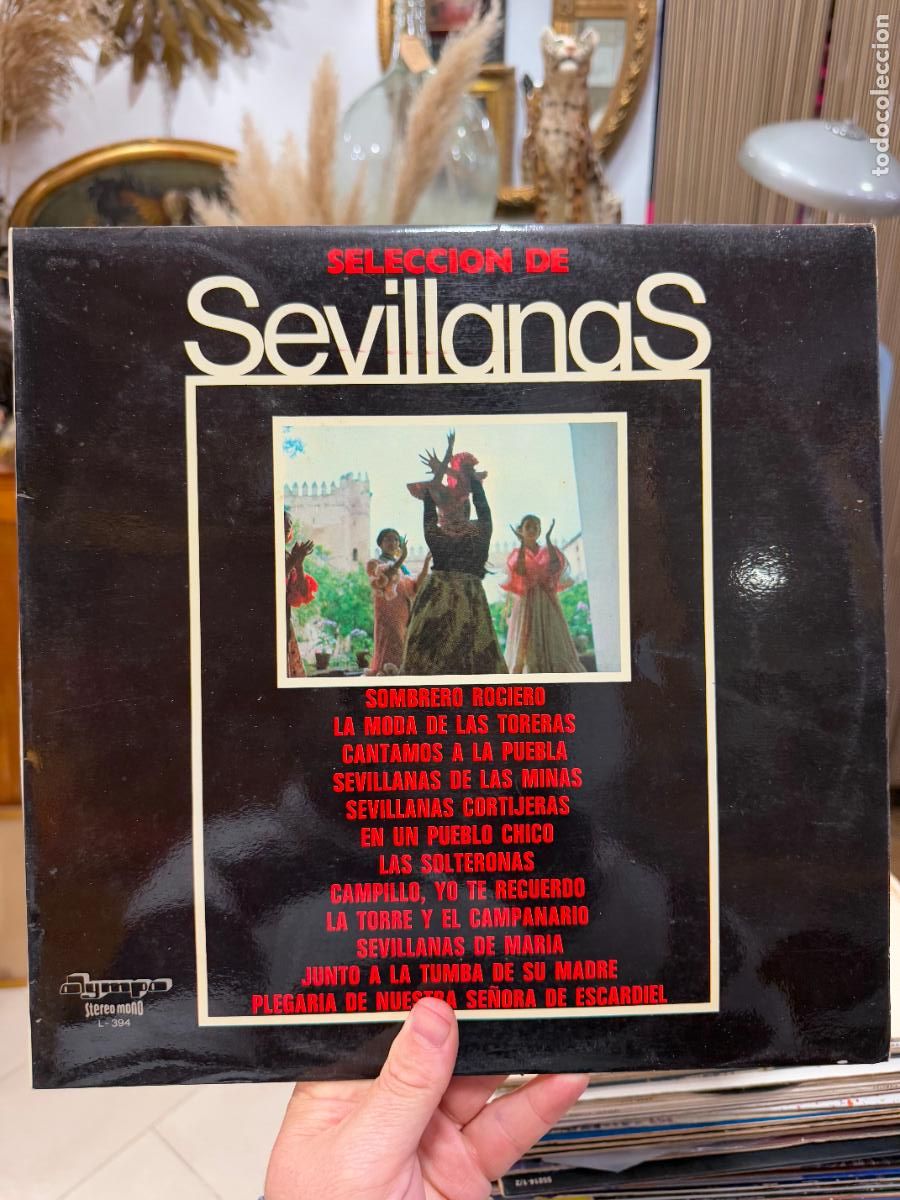 SELECCION DE
SevillanaS
SOMBRERO ROCIERO
LA MODA DE LAS TORERAS
CANTAMOS A LA PUEBLA
SEVILLANAS DE LAS MINAS
SEVILLANAS CORTIJERAS
EN UN PUEBLO CHICO
LAS SOLTERONAS
CAMPILLO, YO TE RECUERDO
LA TORRE Y EL CAMPANARIO
SEVILLANAS DE MARIA
JUNTO A LA TUMBA DE SU MADRE
PLEGARIA DE NUESTRA SEÑORA DE ESCARDIEL
Olympo
Stereo mono
L-394
todocoleccion